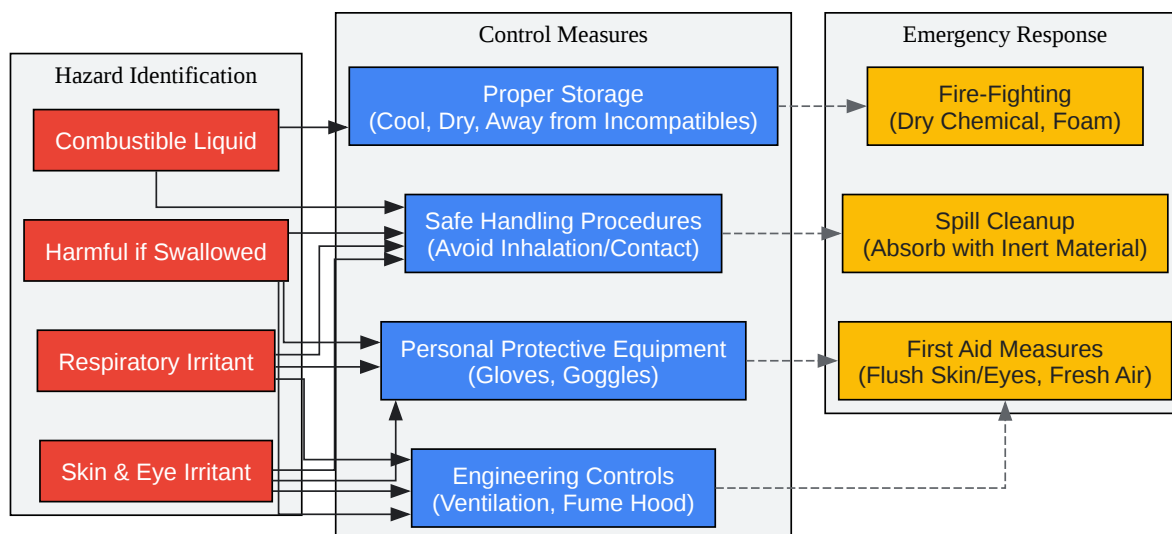 Hazard Identification
Combustible Liquid
Harmful if Swallowed
Respiratory Irritant
Skin & Eye Irritant
Control Measures
Proper Storage
(Cool, Dry, Away from Incompatibles)
Safe Handling Procedures
(Avoid Inhalation/Contact)
Personal Protective Equipment
(Gloves, Goggles)
Engineering Controls
(Ventilation, Fume Hood)
Emergency Response
Fire-Fighting
(Dry Chemical, Foam)
Spill Cleanup
(Absorb with Inert Material)
First Aid Measures
(Flush Skin/Eyes, Fresh Air)